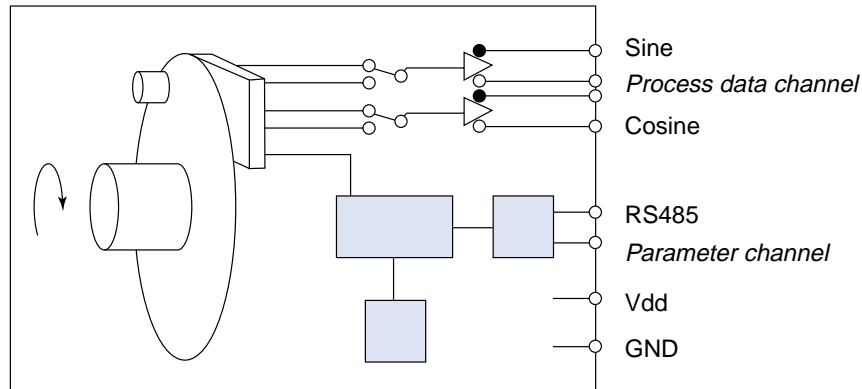 Sine
Process data channel
Cosine
RS485
Parameter channel
Vdd
GND